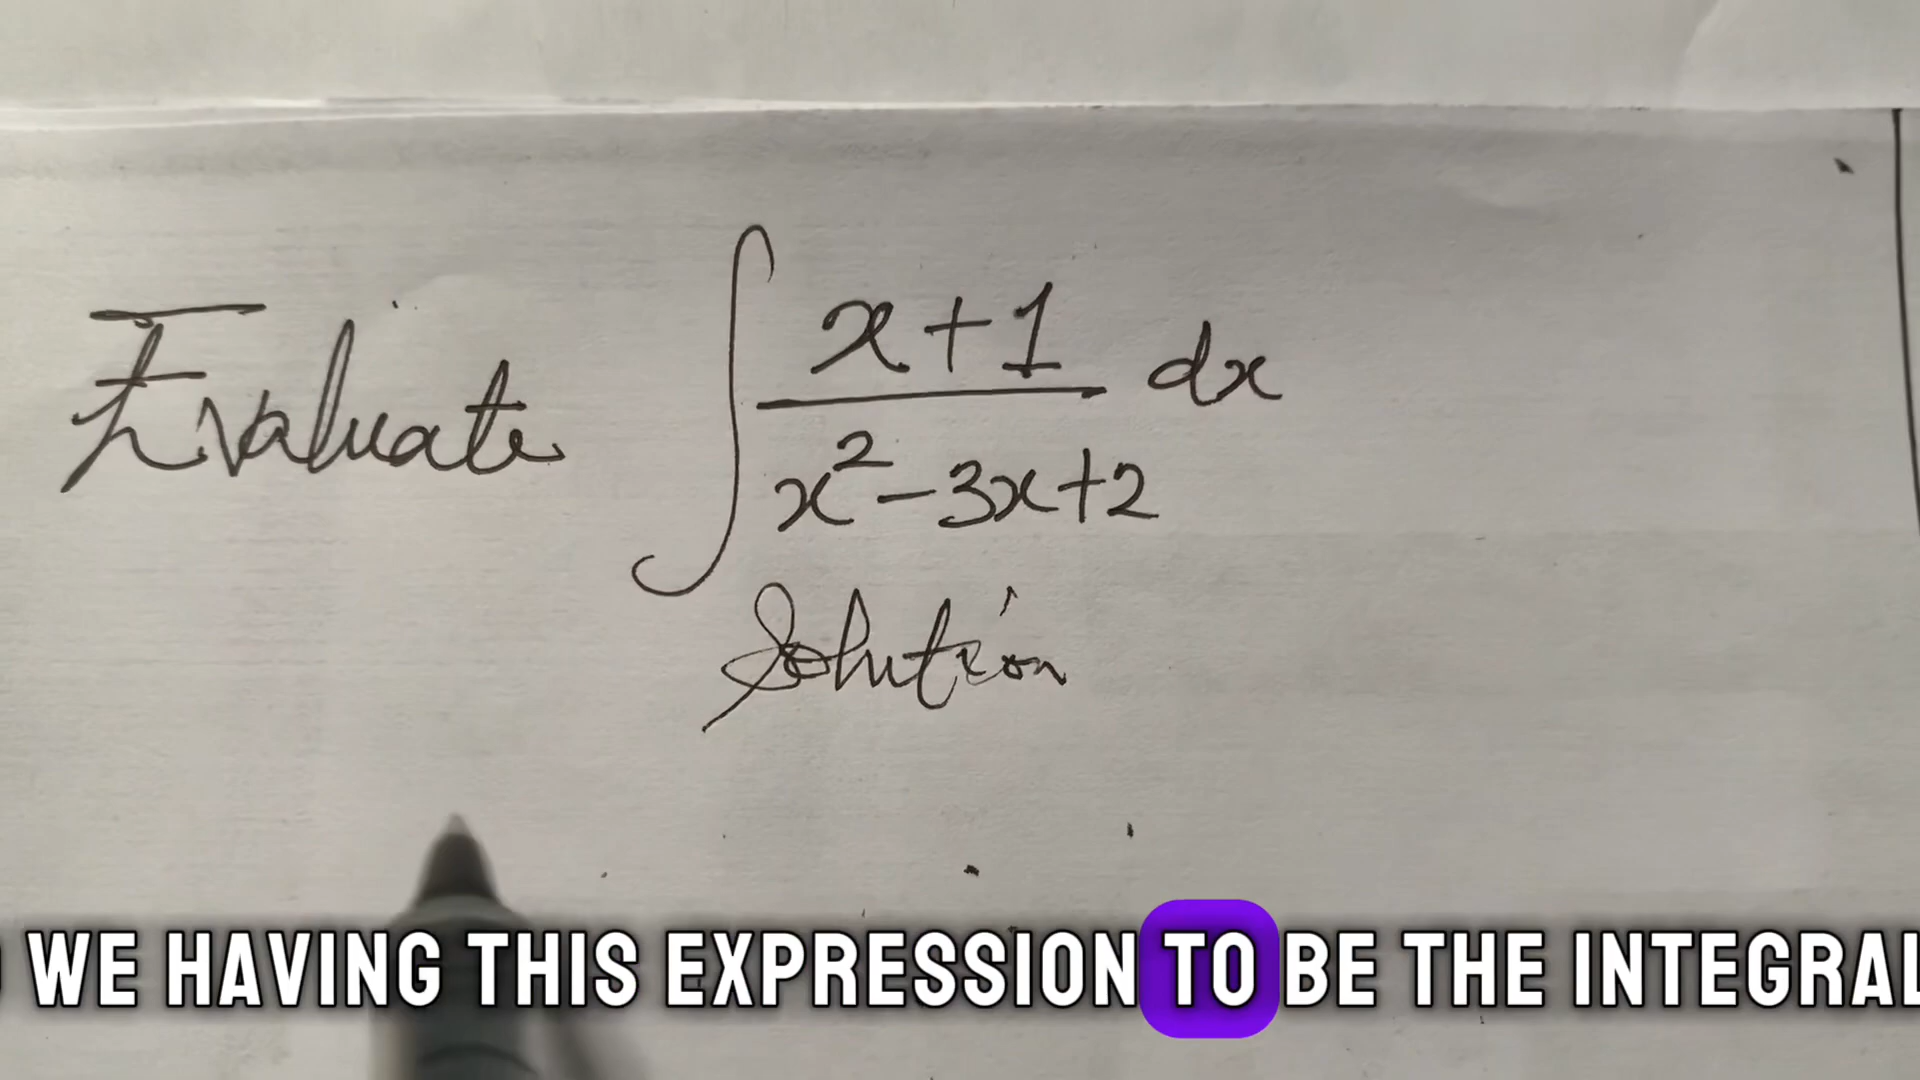 Evaluate ∫ x+1 / x² - 3x + 2 dx
Solution
WE HAVING THIS EXPRESSION TO BE THE INTEGRAL